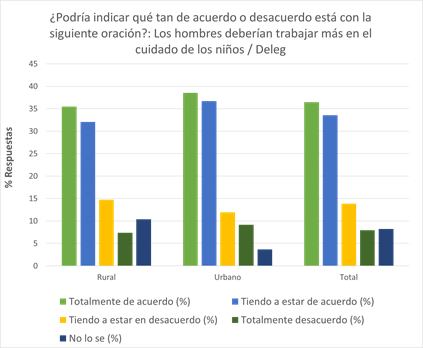 ¿Podría indicar qué tan de acuerdo o desacuerdo está con la
siguiente oración?: Los hombres deberían trabajar más en el
cuidado de los niños / Deleg
% Respuestas
45
40
35
30
25
20
15
10
5
0
Rural
Urbano
Total
Totalmente de acuerdo (%)
Tiendo a estar de acuerdo (%)
Tiendo a estar en desacuerdo (%)
Totalmente desacuerdo (%)
No lo se (%)